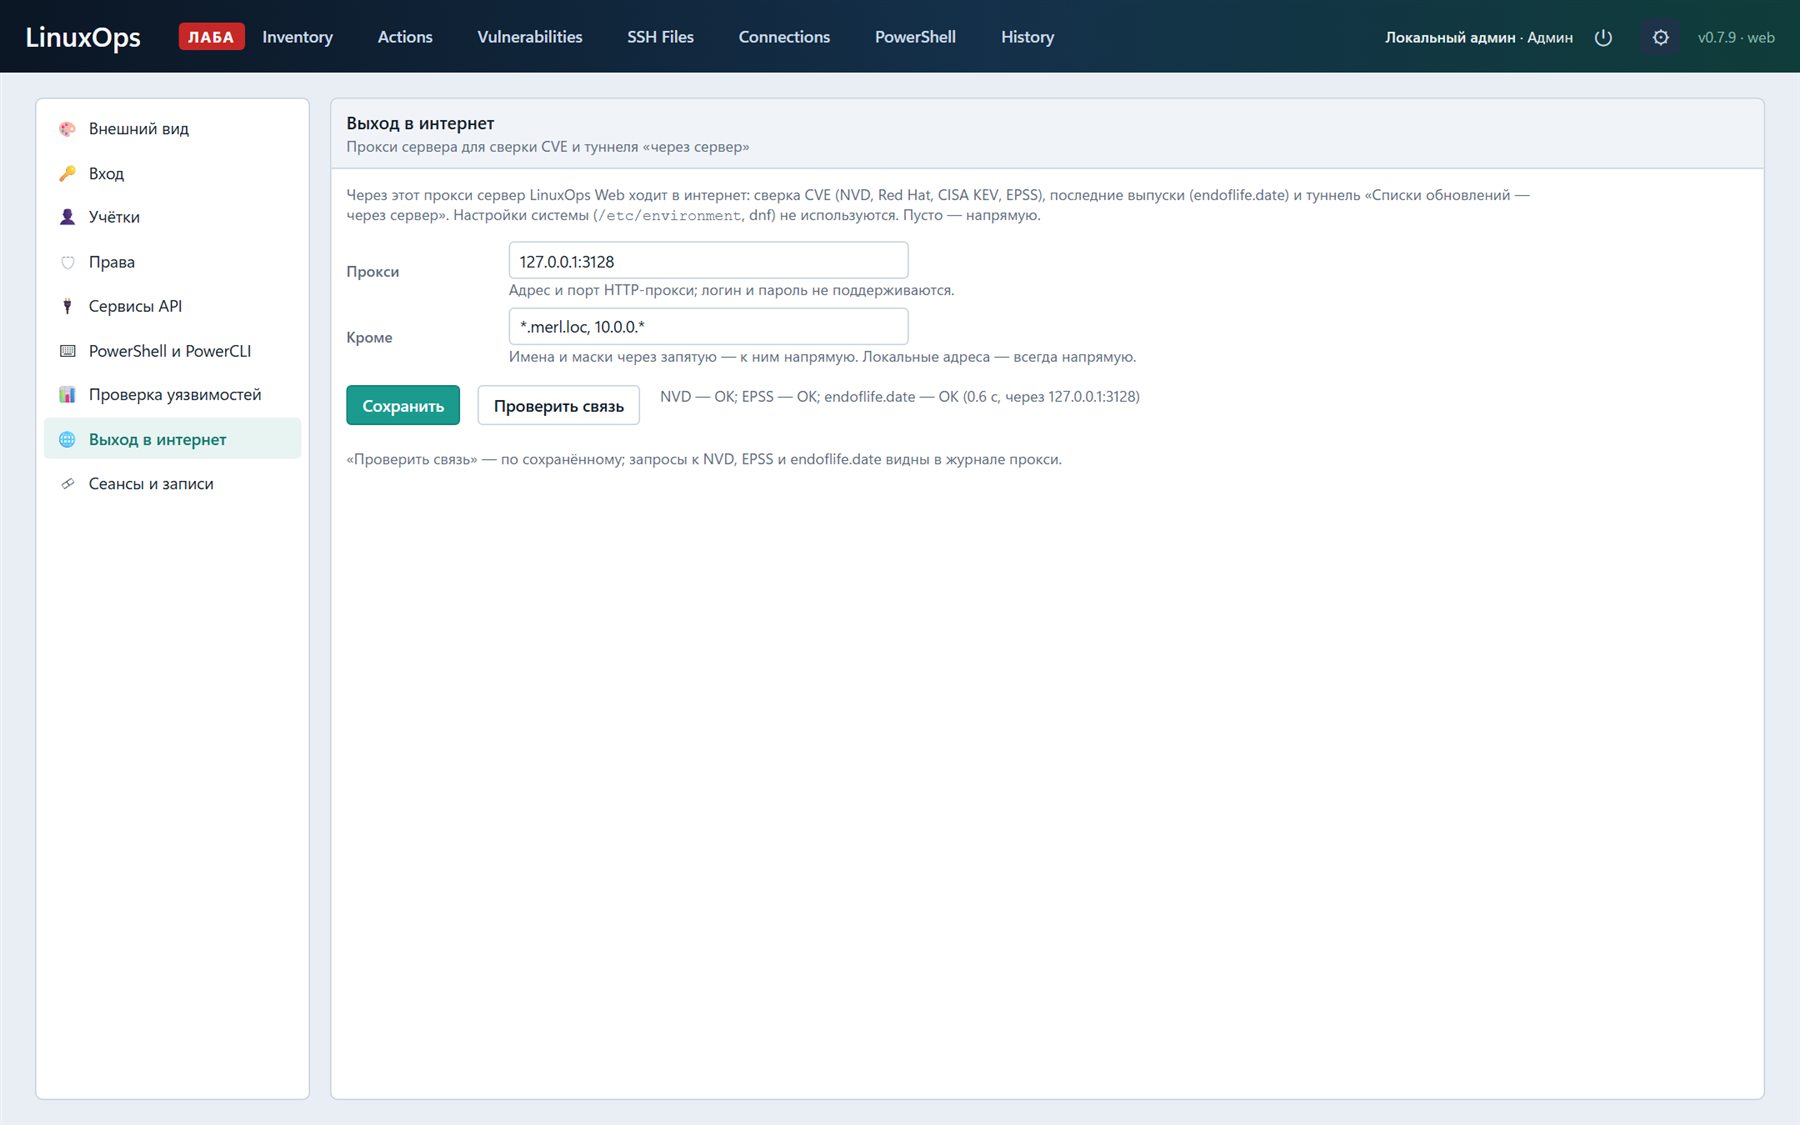 LinuxOps
ЛАБА
Inventory
Actions
Vulnerabilities
SSH Files
Connections
PowerShell
History
Локальный админ · Админ
v0.7.9 · web
Внешний вид
Вход
Учётки
Права
Сервисы API
PowerShell и PowerCLI
Проверка уязвимостей
Выход в интернет
Сеансы и записи
Выход в интернет
Прокси сервера для сверки CVE и туннеля «через сервер»
Через этот прокси сервер LinuxOps Web ходит в интернет: сверка CVE (NVD, Red Hat, CISA KEV, EPSS), последние выпуски (endoflife.date) и туннель «Списки обновлений —
через сервер». Настройки системы (/etc/environment, dnf) не используются. Пусто — напрямую.
Прокси
127.0.0.1:3128
Адрес и порт HTTP-прокси; логин и пароль не поддерживаются.
Кроме
*.merl.loc, 10.0.0.*
Имена и маски через запятую — к ним напрямую. Локальные адреса — всегда напрямую.
Сохранить
Проверить связь
NVD — OK; EPSS — OK; endoflife.date — OK (0.6 с, через 127.0.0.1:3128)
«Проверить связь» — по сохранённому; запросы к NVD, EPSS и endoflife.date видны в журнале прокси.